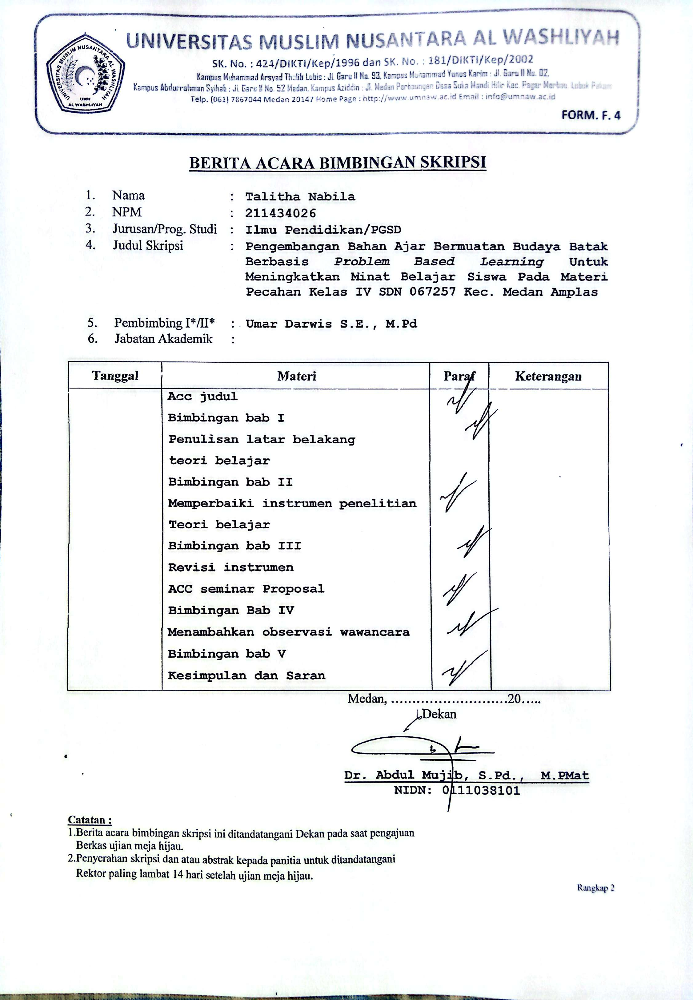 UNIVERSITAS MUSLIM NUSANTARA AL WASHLIYAH
UNIVERSITAS MUSLIM NUSANTARA AL WASHLIYAH
UMN
AL WASHLIYAH
SK. No. : 424/DIKTI/Kep/1996 dan SK. No. : 181/DIKTI/Kep/2002
Kampus Muhammad Arsyad Thalib Lubis : Jl. Garu II No. 93, Kampus Muhammad Yunus Karim : Jl. Garu II No. 02,
Kampus Abdurrahman Syihab : Jl. Garu II No. 52 Medan, Kampus Aziddin : Jl. Medan Perbaungan Desa Suka Mandi Hilir Kec. Pagar Merbau, Lubuk Pakam
Telp. (061) 7867044 Medan 20147 Home Page : http://www.umnaw.ac.id Email : info@umnaw.ac.id
FORM. F. 4
BERITA ACARA BIMBINGAN SKRIPSI
1. Nama : Talitha Nabila
2. NPM : 211434026
3. Jurusan/Prog. Studi : Ilmu Pendidikan/PGSD
4. Judul Skripsi : Pengembangan Bahan Ajar Bermuatan Budaya Batak
Berbasis Problem Based Learning Untuk
Meningkatkan Minat Belajar Siswa Pada Materi
Pecahan Kelas IV SDN 067257 Kec. Medan Amplas
5. Pembimbing I*/II* : Umar Darwis S.E., M.Pd
6. Jabatan Akademik :
Tanggal Materi Paraf Keterangan
Acc judul
Bimbingan bab I
Penulisan latar belakang
teori belajar
Bimbingan bab II
Memperbaiki instrumen penelitian
Teori belajar
Bimbingan bab III
Revisi instrumen
ACC seminar Proposal
Bimbingan Bab IV
Menambahkan observasi wawancara
Bimbingan bab V
Kesimpulan dan Saran
Medan, ............................20.....
Dekan
Dr. Abdul Mujib, S.Pd., M.PMat
NIDN: 0111038101
Catatan :
1.Berita acara bimbingan skripsi ini ditandatangani Dekan pada saat pengajuan
Berkas ujian meja hijau.
2.Penyerahan skripsi dan atau abstrak kepada panitia untuk ditandatangani
Rektor paling lambat 14 hari setelah ujian meja hijau.
Rangkap 2